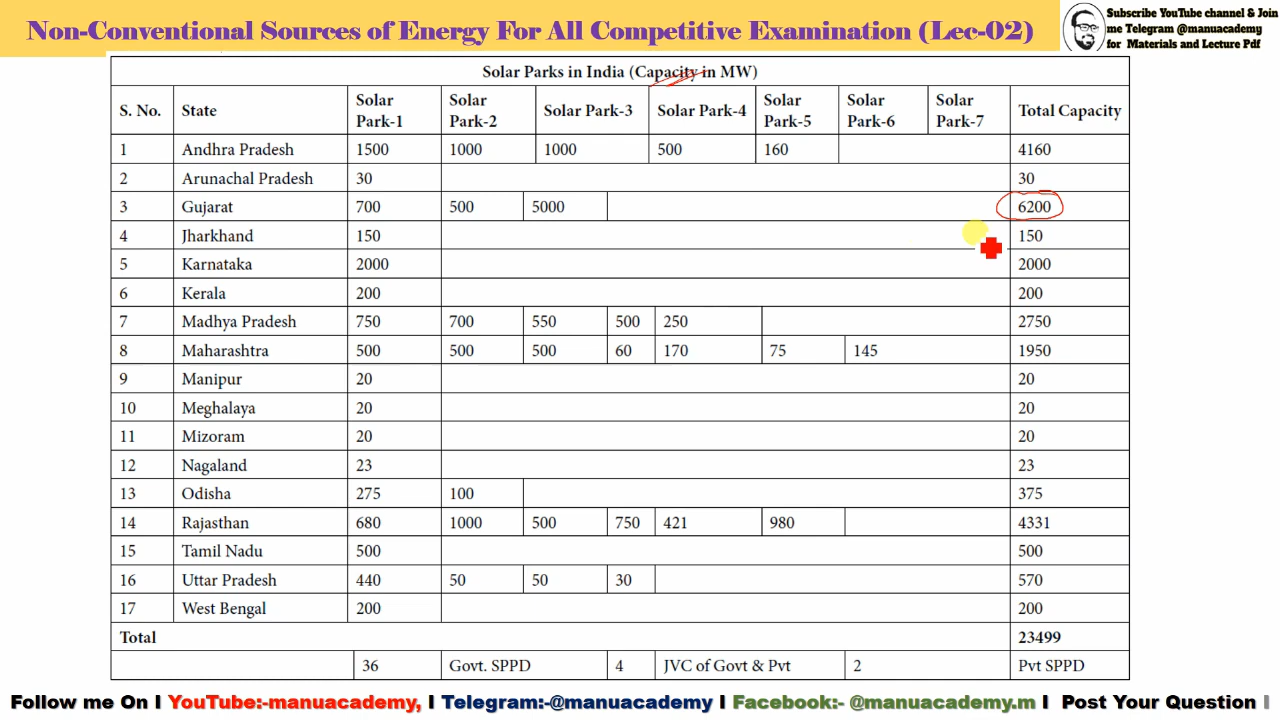 Non-Conventional Sources of Energy For All Competitive Examination (Lec-02)
Subscribe YouTube channel & Join
me Telegram @manuacademy
for Materials and Lecture Pdf
Solar Parks in India (Capacity in MW)
S. No. State Solar Park-1 Solar Park-2 Solar Park-3 Solar Park-4 Solar Park-5 Solar Park-6 Solar Park-7 Total Capacity
1 Andhra Pradesh 1500 1000 1000 500 160 4160
2 Arunachal Pradesh 30 30
3 Gujarat 700 500 5000 6200
4 Jharkhand 150 150
5 Karnataka 2000 2000
6 Kerala 200 200
7 Madhya Pradesh 750 700 550 500 250 2750
8 Maharashtra 500 500 500 60 170 75 145 1950
9 Manipur 20 20
10 Meghalaya 20 20
11 Mizoram 20 20
12 Nagaland 23 23
13 Odisha 275 100 375
14 Rajasthan 680 1000 500 750 421 980 4331
15 Tamil Nadu 500 500
16 Uttar Pradesh 440 50 50 30 570
17 West Bengal 200 200
Total 23499
36 Govt. SPPD 4 JVC of Govt & Pvt 2 Pvt SPPD
Follow me On I YouTube:-manuacademy, I Telegram:-@manuacademy I Facebook:- @manuacademy.m I Post Your Question I